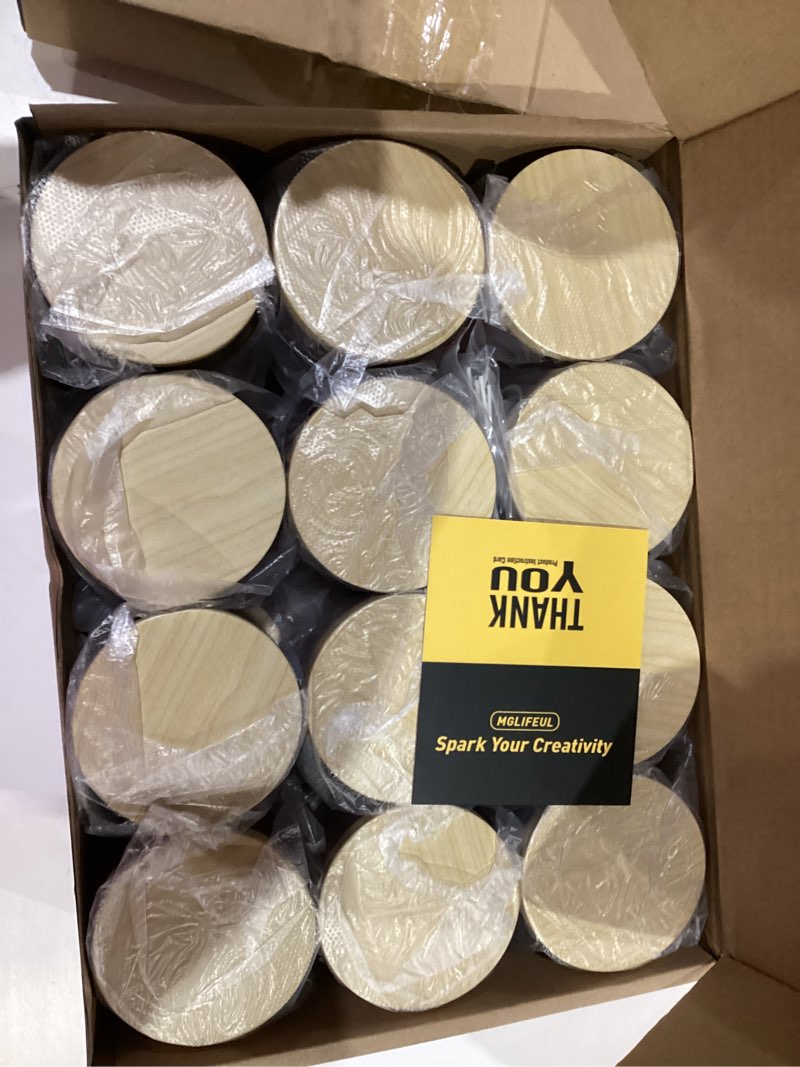 THANK
YOU
Product Instruction Card
MGLIFEUL
Spark Your Creativity